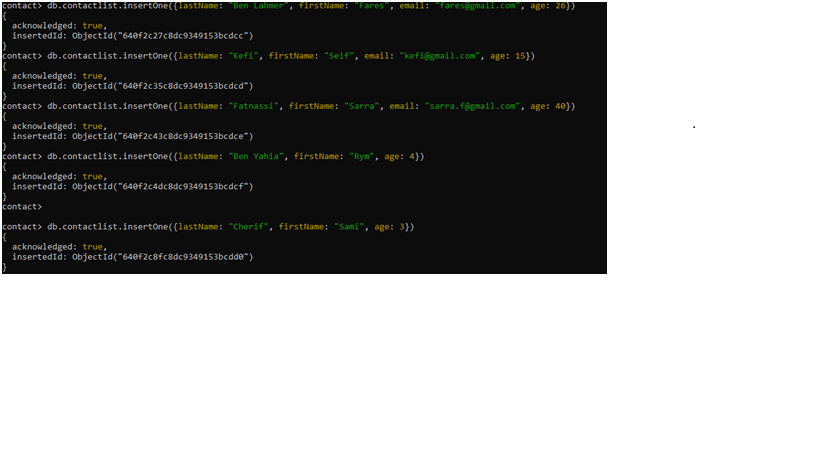 contact> db.contactlist.insertOne({lastName: "Ben Lahmer", firstName: "Fares", email: "fares@gmail.com", age: 26})
{
  acknowledged: true,
  insertedId: ObjectId("640f2c27c8dc9349153bcdcc")
}
contact> db.contactlist.insertOne({lastName: "Kefi", firstName: "Seif", email: "kefi@gmail.com", age: 15})
{
  acknowledged: true,
  insertedId: ObjectId("640f2c35c8dc9349153bcdcd")
}
contact> db.contactlist.insertOne({lastName: "Fatnassi", firstName: "Sarra", email: "sarra.f@gmail.com", age: 40})
{
  acknowledged: true,
  insertedId: ObjectId("640f2c43c8dc9349153bcdce")
}
contact> db.contactlist.insertOne({lastName: "Ben Yahia", firstName: "Rym", age: 4})
{
  acknowledged: true,
  insertedId: ObjectId("640f2c4dc8dc9349153bcdcf")
}
contact>
contact> db.contactlist.insertOne({lastName: "Cherif", firstName: "Sami", age: 3})
{
  acknowledged: true,
  insertedId: ObjectId("640f2c8fc8dc9349153bcdd0")
}
.